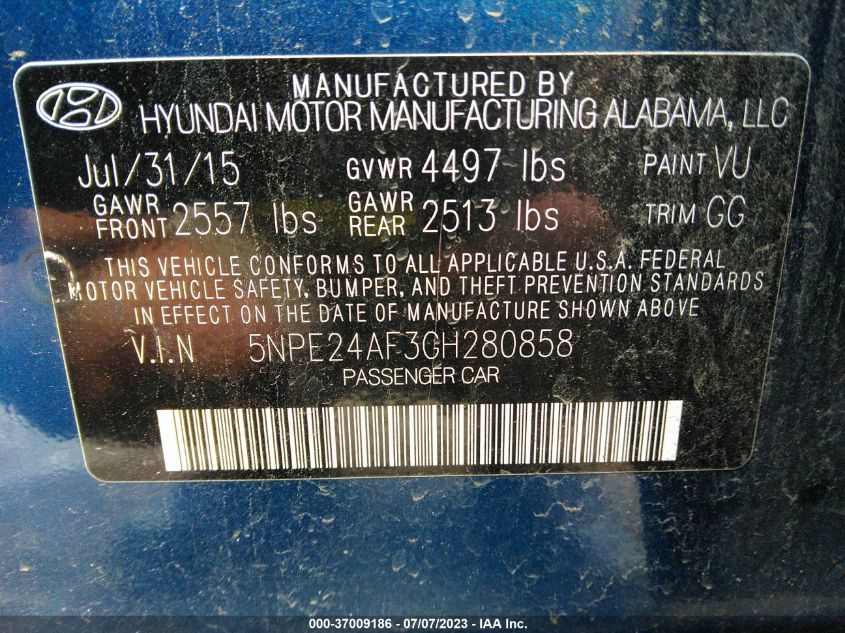 MANUFACTURED BY
HYUNDAI MOTOR MANUFACTURING ALABAMA, LLC
Jul/31/15 GVWR 4497 lbs PAINT VU
GAWR FRONT 2557 lbs GAWR REAR 2513 lbs TRIM GG
THIS VEHICLE CONFORMS TO ALL APPLICABLE U.S.A. FEDERAL
MOTOR VEHICLE SAFETY, BUMPER, AND THEFT PREVENTION STANDARDS
IN EFFECT ON THE DATE OF MANUFACTURE SHOWN ABOVE
V.I.N 5NPE24AF3GH280858
PASSENGER CAR
000-37009186 - 07/07/2023 - IAA Inc.